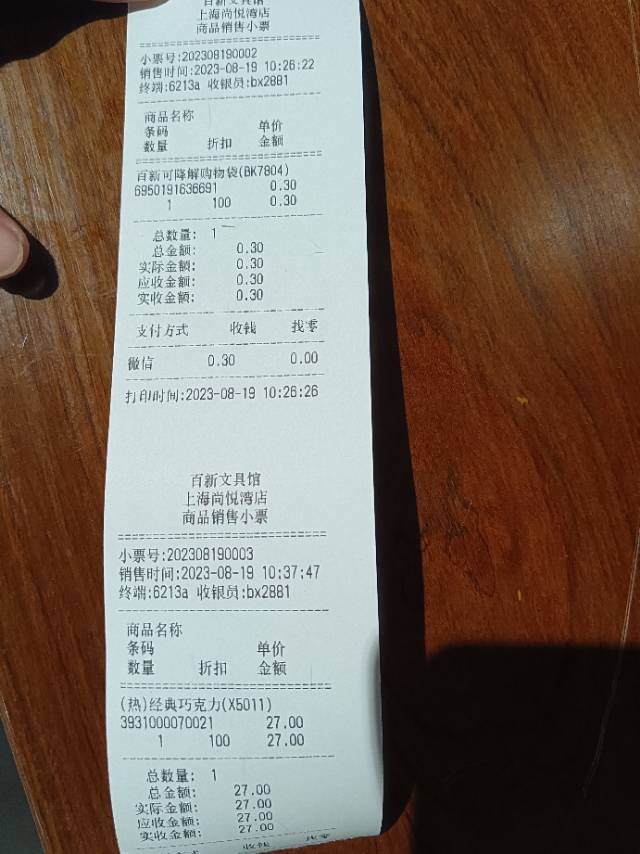 百新文具馆
上海尚悦湾店
商品销售小票
小票号:202308190002
销售时间:2023-08-19 10:26:22
终端:6213a 收银员:bx2881
商品名称
条码 单价
数量 折扣 金额
百新可降解购物袋(BK7804)
6950191636691 0.30
1 100 0.30
总数量: 1
总金额: 0.30
实际金额: 0.30
应收金额: 0.30
实收金额: 0.30
支付方式 收钱 找零
微信 0.30 0.00
打印时间:2023-08-19 10:26:26
百新文具馆
上海尚悦湾店
商品销售小票
小票号:202308190003
销售时间:2023-08-19 10:37:47
终端:6213a 收银员:bx2881
商品名称
条码 单价
数量 折扣 金额
(热)经典巧克力(X5011)
3931000070021 27.00
1 100 27.00
总数量: 1
总金额: 27.00
实际金额: 27.00
应收金额: 27.00
实收金额: 27.00
收钱 找零